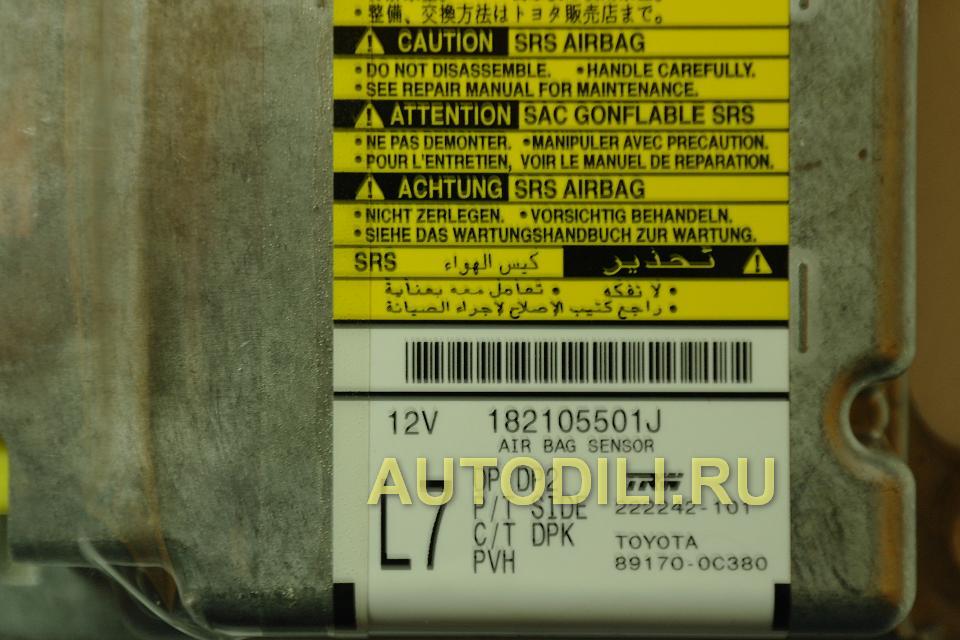 ・整備、交換方法はトヨタ販売店まで。
CAUTION SRS AIRBAG
•DO NOT DISASSEMBLE. •HANDLE CAREFULLY.
•SEE REPAIR MANUAL FOR MAINTENANCE.
ATTENTION SAC GONFLABLE SRS
•NE PAS DEMONTER. •MANIPULER AVEC PRECAUTION.
•POUR L'ENTRETIEN, VOIR LE MANUEL DE REPARATION.
ACHTUNG SRS AIRBAG
•NICHT ZERLEGEN. •VORSICHTIG BEHANDELN.
•SIEHE DAS WARTUNGSHANDBUCH ZUR WARTUNG.
تحذير كيس الهواء SRS
• لا تفكه • تعامل معه بعناية
• راجع كتيب الإصلاح لإجراء الصيانة
12V 182105501J
AIR BAG SENSOR
AUTODILI.RU
L7
TRW
P/T SIDE 222242-101
C/T DPK TOYOTA
PVH 89170-0C380